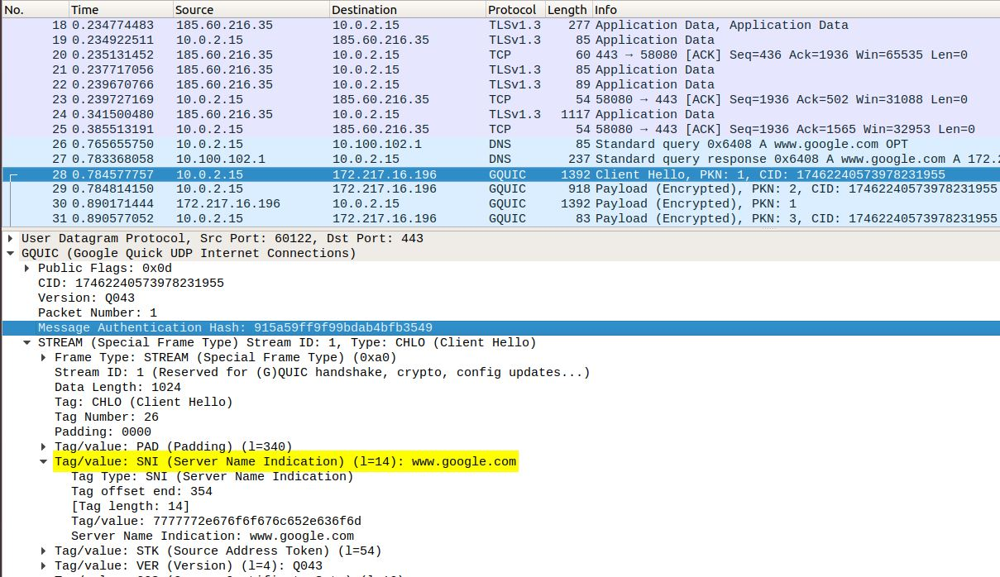 No. Time Source Destination Protocol Length Info
18 0.234774483 185.60.216.35 10.0.2.15 TLSv1.3 277 Application Data, Application Data
19 0.234922511 10.0.2.15 185.60.216.35 TLSv1.3 85 Application Data
20 0.235131452 185.60.216.35 10.0.2.15 TCP 60 443 → 58080 [ACK] Seq=436 Ack=1936 Win=65535 Len=0
21 0.237717056 185.60.216.35 10.0.2.15 TLSv1.3 85 Application Data
22 0.239670766 185.60.216.35 10.0.2.15 TLSv1.3 89 Application Data
23 0.239727169 10.0.2.15 185.60.216.35 TCP 54 58080 → 443 [ACK] Seq=1936 Ack=502 Win=31088 Len=0
24 0.341500480 185.60.216.35 10.0.2.15 TLSv1.3 1117 Application Data
25 0.385513191 10.0.2.15 185.60.216.35 TCP 54 58080 → 443 [ACK] Seq=1936 Ack=1565 Win=32953 Len=0
26 0.765655750 10.0.2.15 10.100.102.1 DNS 85 Standard query 0x6408 A www.google.com OPT
27 0.783368058 10.100.102.1 10.0.2.15 DNS 237 Standard query response 0x6408 A www.google.com A 172.2
28 0.784577757 10.0.2.15 172.217.16.196 GQUIC 1392 Client Hello, PKN: 1, CID: 17462240573978231955
29 0.784814150 10.0.2.15 172.217.16.196 GQUIC 918 Payload (Encrypted), PKN: 2, CID: 17462240573978231955
30 0.890171444 172.217.16.196 10.0.2.15 GQUIC 1392 Payload (Encrypted), PKN: 1
31 0.890577052 10.0.2.15 172.217.16.196 GQUIC 83 Payload (Encrypted), PKN: 3, CID: 17462240573978231955
User Datagram Protocol, Src Port: 60122, Dst Port: 443
GQUIC (Google Quick UDP Internet Connections)
Public Flags: 0x0d
CID: 17462240573978231955
Version: Q043
Packet Number: 1
Message Authentication Hash: 915a59ff9f99bdab4bfb3549
STREAM (Special Frame Type) Stream ID: 1, Type: CHLO (Client Hello)
Frame Type: STREAM (Special Frame Type) (0xa0)
Stream ID: 1 (Reserved for (G)QUIC handshake, crypto, config updates...)
Data Length: 1024
Tag: CHLO (Client Hello)
Tag Number: 26
Padding: 0000
Tag/value: PAD (Padding) (l=340)
Tag/value: SNI (Server Name Indication) (l=14): www.google.com
Tag Type: SNI (Server Name Indication)
Tag offset end: 354
[Tag length: 14]
Tag/value: 7777772e676f6f676c652e636f6d
Server Name Indication: www.google.com
Tag/value: STK (Source Address Token) (l=54)
Tag/value: VER (Version) (l=4): Q043